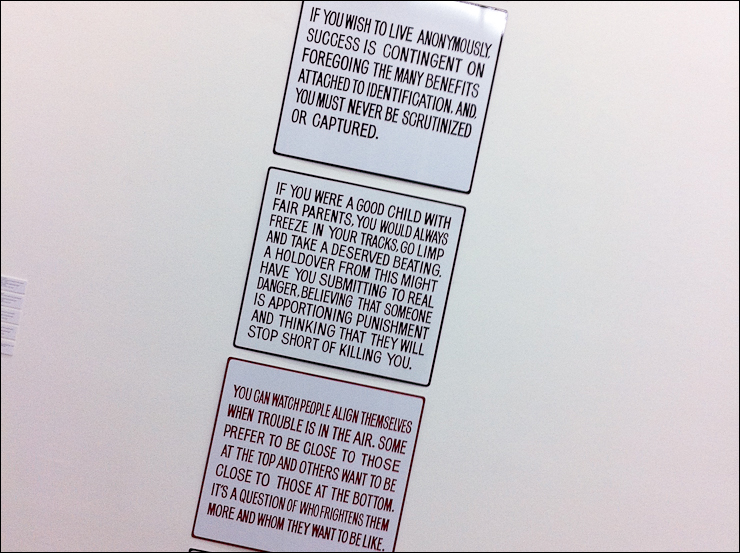 IF YOU WISH TO LIVE ANONYMOUSLY,
SUCCESS IS CONTINGENT ON
FOREGOING THE MANY BENEFITS
ATTACHED TO IDENTIFICATION, AND,
YOU MUST NEVER BE SCRUTINIZED
OR CAPTURED.
IF YOU WERE A GOOD CHILD WITH
FAIR PARENTS, YOU WOULD ALWAYS
FREEZE IN YOUR TRACKS, GO LIMP
AND TAKE A DESERVED BEATING.
A HOLDOVER FROM THIS MIGHT
HAVE YOU SUBMITTING TO REAL
DANGER, BELIEVING THAT SOMEONE
IS APPORTIONING PUNISHMENT
AND THINKING THAT THEY WILL
STOP SHORT OF KILLING YOU.
YOU CAN WATCH PEOPLE ALIGN THEMSELVES
WHEN TROUBLE IS IN THE AIR. SOME
PREFER TO BE CLOSE TO THOSE
AT THE TOP AND OTHERS WANT TO BE
CLOSE TO THOSE AT THE BOTTOM.
IT'S A QUESTION OF WHO FRIGHTENS THEM
MORE AND WHOM THEY WANT TO BE LIKE.